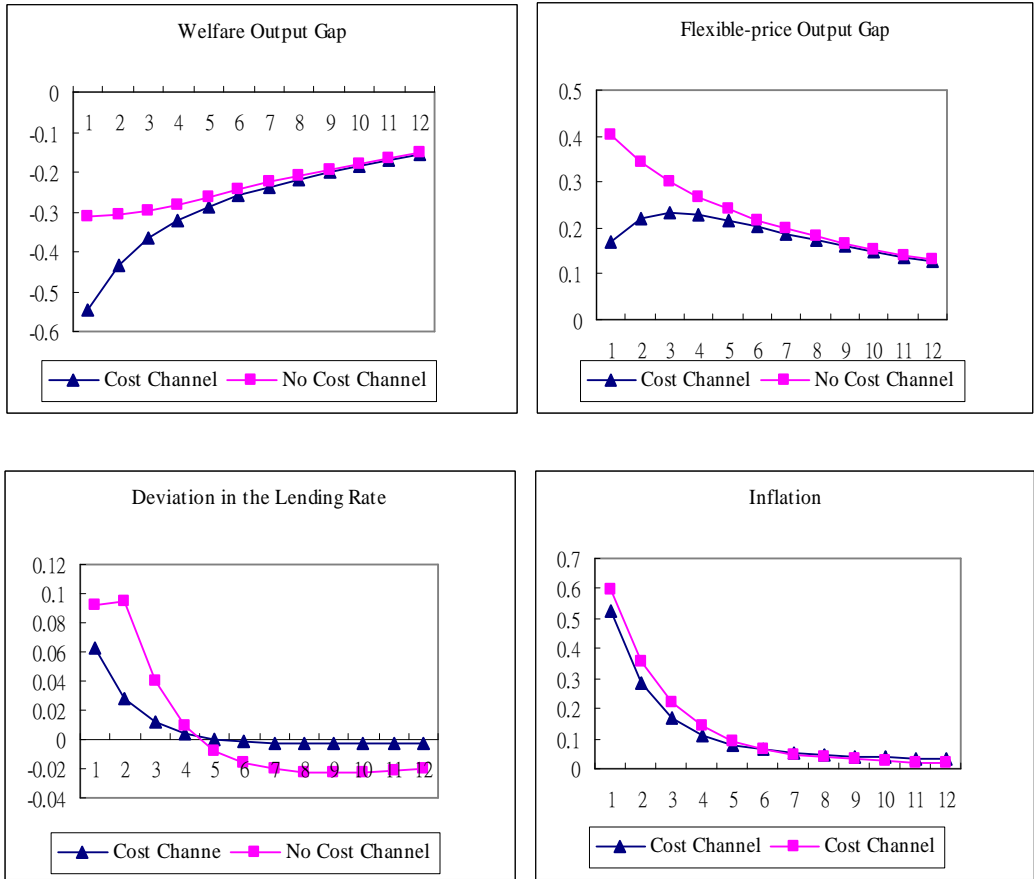 Welfare Output Gap
0
-0.1
-0.2
-0.3
-0.4
-0.5
-0.6
1 2 3 4 5 6 7 8 9 10 11 12
Cost Channel No Cost Channel
Flexible-price Output Gap
0.5
0.4
0.3
0.2
0.1
0
1 2 3 4 5 6 7 8 9 10 11 12
Cost Channel No Cost Channel
Deviation in the Lending Rate
0.12
0.1
0.08
0.06
0.04
0.02
0
-0.02
-0.04
1 2 3 4 5 6 7 8 9 10 11 12
Cost Channe No Cost Channel
Inflation
0.7
0.6
0.5
0.4
0.3
0.2
0.1
0
1 2 3 4 5 6 7 8 9 10 11 12
Cost Channel Cost Channel